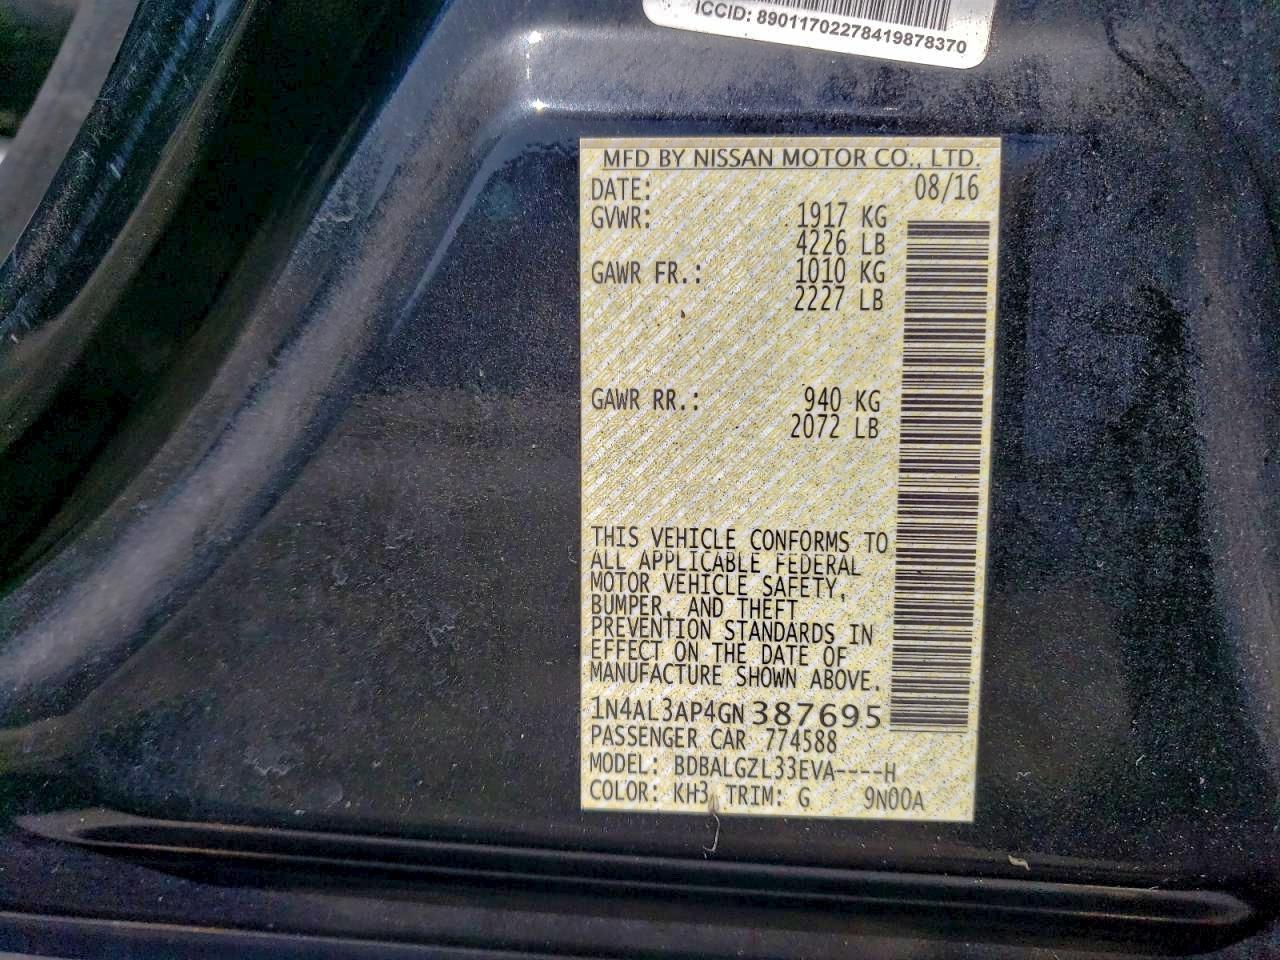 ICCID: 89011702278419878370
MFD BY NISSAN MOTOR CO., LTD.
DATE: 08/16
GVWR: 1917 KG
4226 LB
GAWR FR.: 1010 KG
2227 LB
GAWR RR.: 940 KG
2072 LB
THIS VEHICLE CONFORMS TO
ALL APPLICABLE FEDERAL
MOTOR VEHICLE SAFETY,
BUMPER, AND THEFT
PREVENTION STANDARDS IN
EFFECT ON THE DATE OF
MANUFACTURE SHOWN ABOVE.
1N4AL3AP4GN387695
PASSENGER CAR 774588
MODEL: BDBALGZL33EVA----H
COLOR: KH3 TRIM: G 9N00A